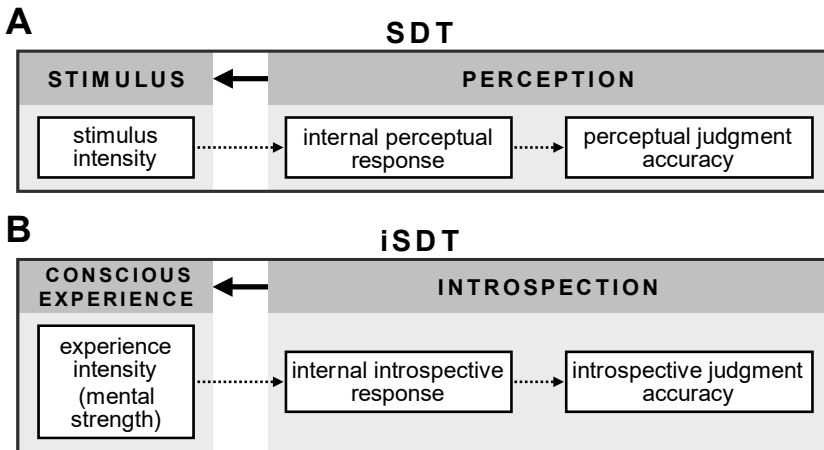 A
SDT
STIMULUS
PERCEPTION
stimulus
intensity
internal perceptual
response
perceptual judgment
accuracy
B
iSDT
CONSCIOUS
EXPERIENCE
INTROSPECTION
experience
intensity
(mental
strength)
internal introspective
response
introspective judgment
accuracy